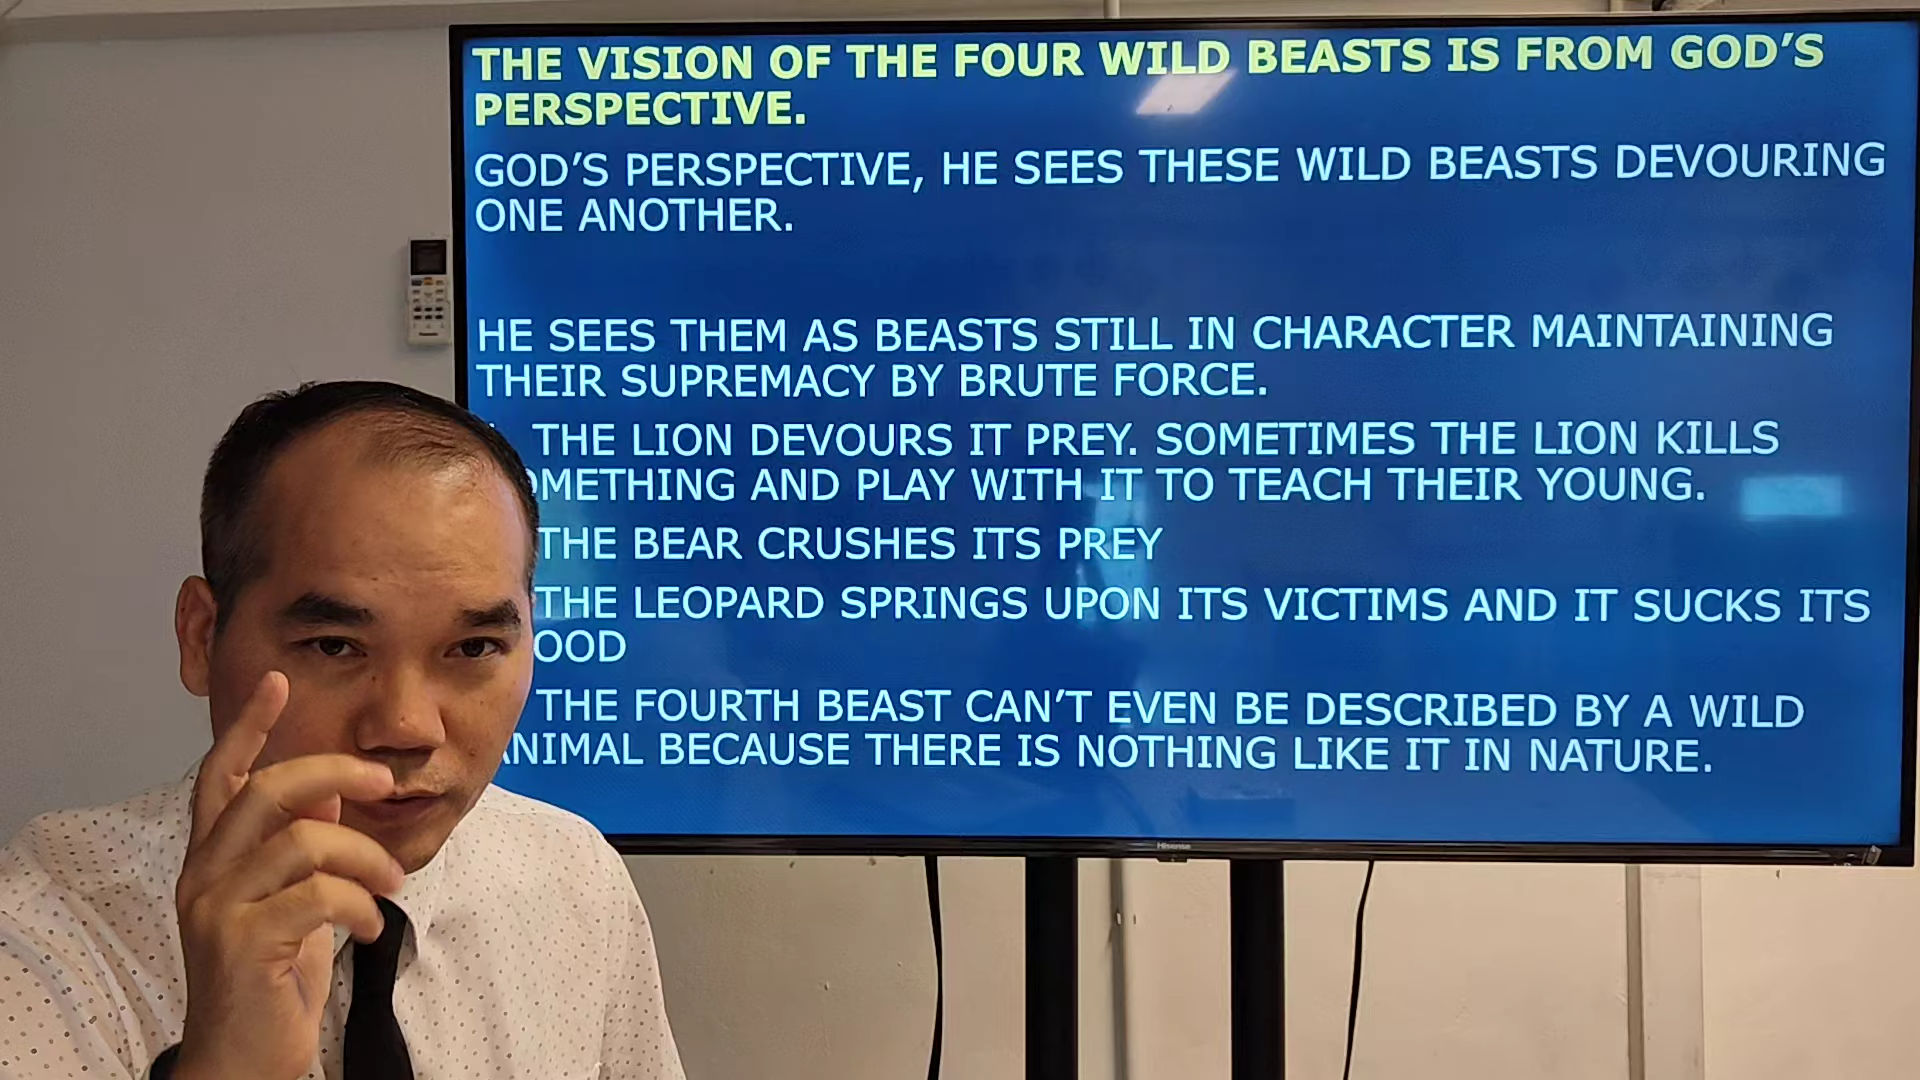 THE VISION OF THE FOUR WILD BEASTS IS FROM GOD'S
PERSPECTIVE.
GOD'S PERSPECTIVE, HE SEES THESE WILD BEASTS DEVOURING
ONE ANOTHER.
HE SEES THEM AS BEASTS STILL IN CHARACTER MAINTAINING
THEIR SUPREMACY BY BRUTE FORCE.
THE LION DEVOURS IT PREY. SOMETIMES THE LION KILLS
OMETHING AND PLAY WITH IT TO TEACH THEIR YOUNG.
THE BEAR CRUSHES ITS PREY
THE LEOPARD SPRINGS UPON ITS VICTIMS AND IT SUCKS ITS
OOD
THE FOURTH BEAST CAN'T EVEN BE DESCRIBED BY A WILD
NIMAL BECAUSE THERE IS NOTHING LIKE IT IN NATURE.
Hisense